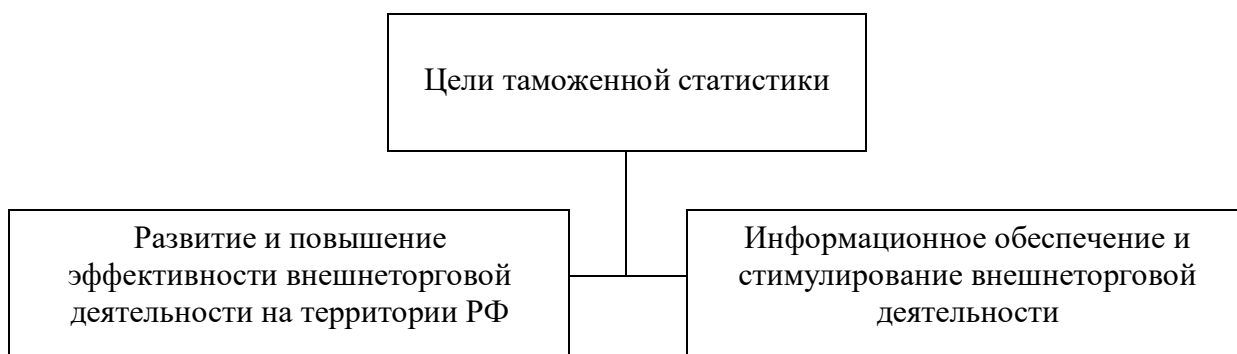 Цели таможенной статистики
Развитие и повышение
эффективности внешнеторговой
деятельности на территории РФ
Информационное обеспечение и
стимулирование внешнеторговой
деятельности